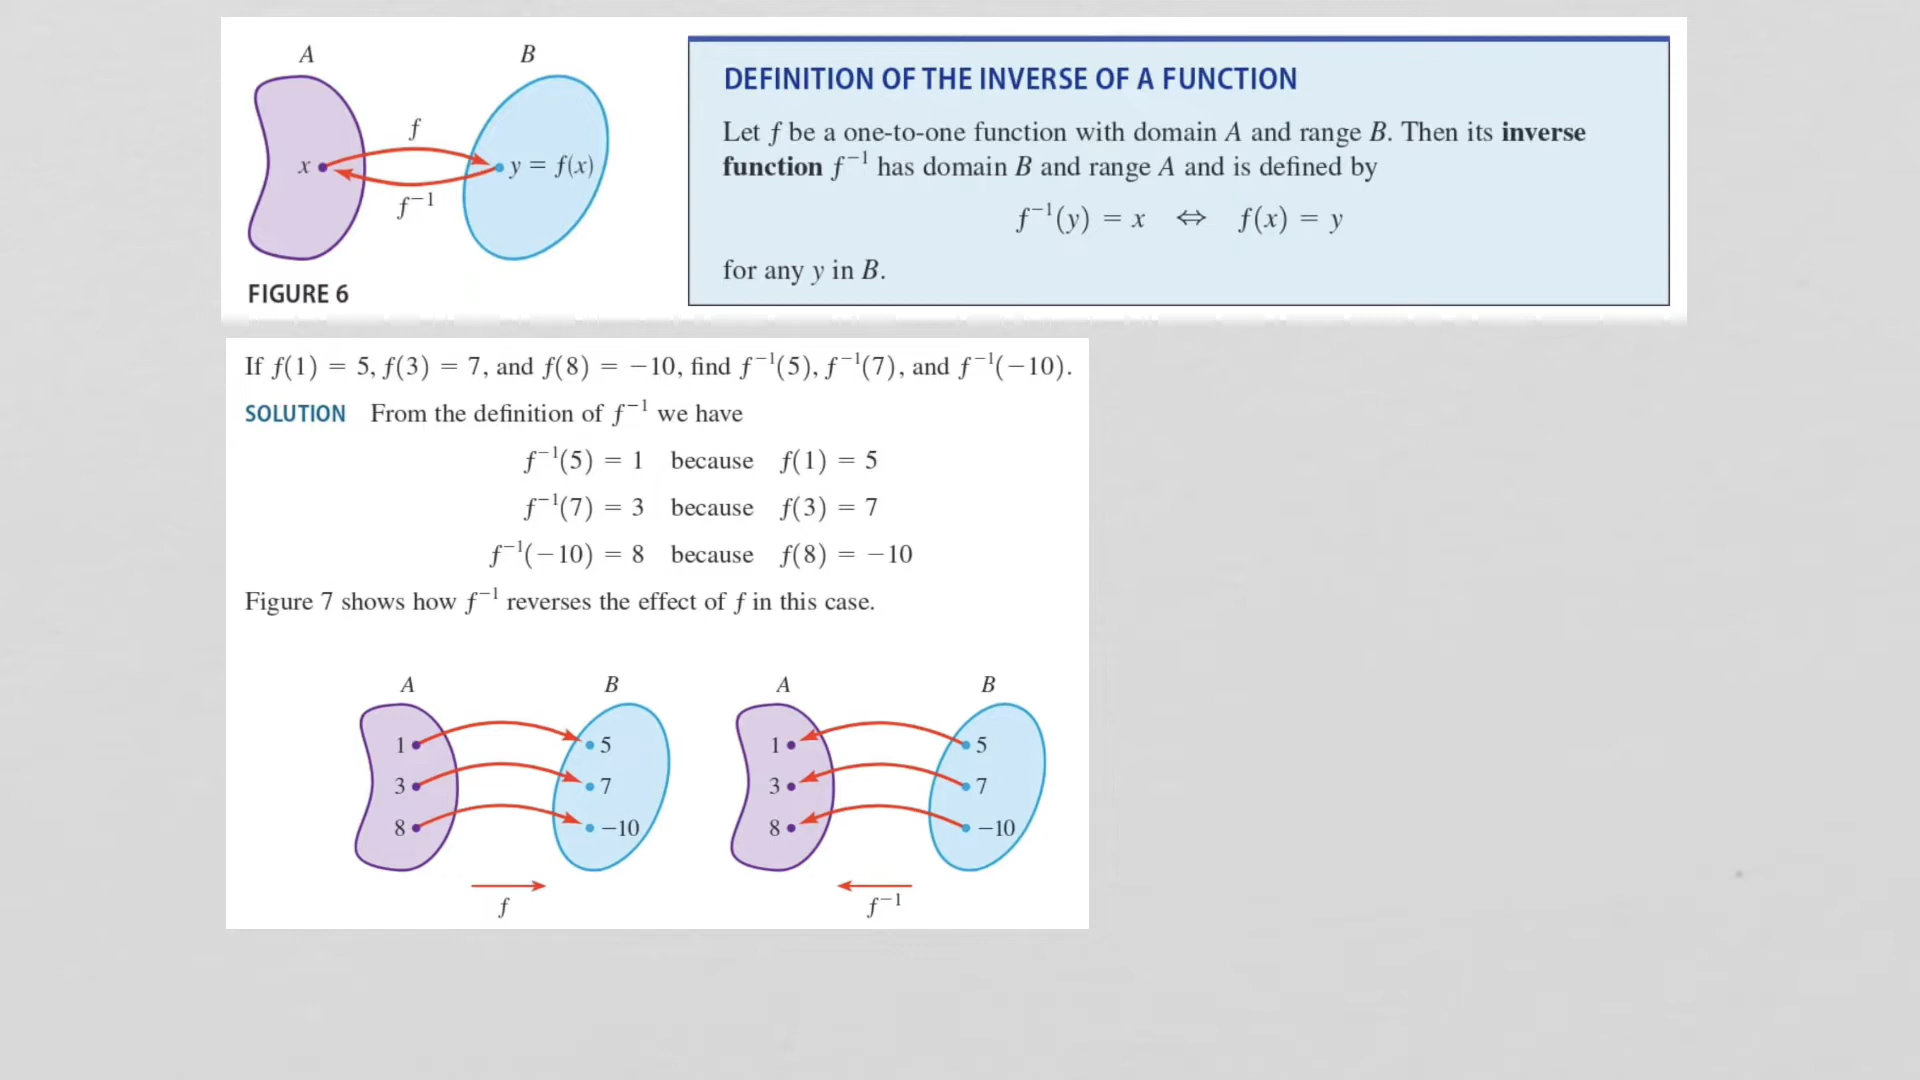 A B
f
x y = f(x)
f⁻¹
FIGURE 6
DEFINITION OF THE INVERSE OF A FUNCTION
Let f be a one-to-one function with domain A and range B. Then its inverse
function f⁻¹ has domain B and range A and is defined by
f⁻¹(y) = x ⇔ f(x) = y
for any y in B.
If f(1) = 5, f(3) = 7, and f(8) = −10, find f⁻¹(5), f⁻¹(7), and f⁻¹(−10).
SOLUTION From the definition of f⁻¹ we have
f⁻¹(5) = 1 because f(1) = 5
f⁻¹(7) = 3 because f(3) = 7
f⁻¹(−10) = 8 because f(8) = −10
Figure 7 shows how f⁻¹ reverses the effect of f in this case.
A B A B
1 5 1 5
3 7 3 7
8 −10 8 −10
f f⁻¹